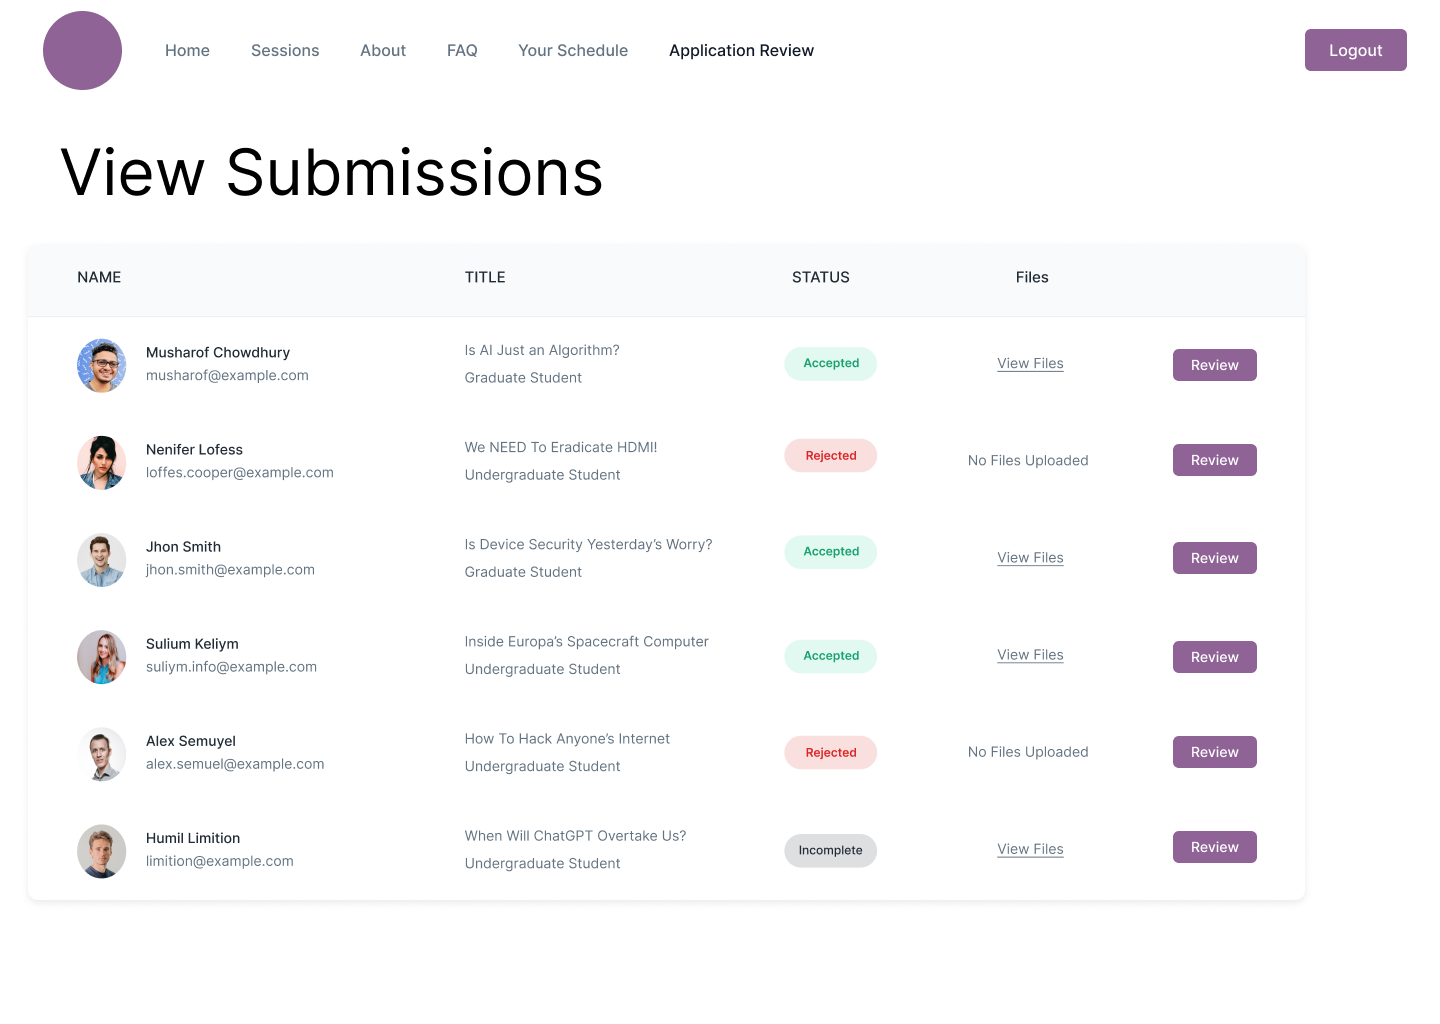 Home Sessions About FAQ Your Schedule Application Review Logout
View Submissions
NAME TITLE STATUS Files
Musharof Chowdhury
musharof@example.com
Is AI Just an Algorithm?
Graduate Student
Accepted
View Files
Review
Nenifer Lofess
loffes.cooper@example.com
We NEED To Eradicate HDMI!
Undergraduate Student
Rejected
No Files Uploaded
Review
Jhon Smith
jhon.smith@example.com
Is Device Security Yesterday’s Worry?
Graduate Student
Accepted
View Files
Review
Sulium Keliym
suliym.info@example.com
Inside Europa’s Spacecraft Computer
Undergraduate Student
Accepted
View Files
Review
Alex Semuyel
alex.semuel@example.com
How To Hack Anyone’s Internet
Undergraduate Student
Rejected
No Files Uploaded
Review
Humil Limition
limition@example.com
When Will ChatGPT Overtake Us?
Undergraduate Student
Incomplete
View Files
Review